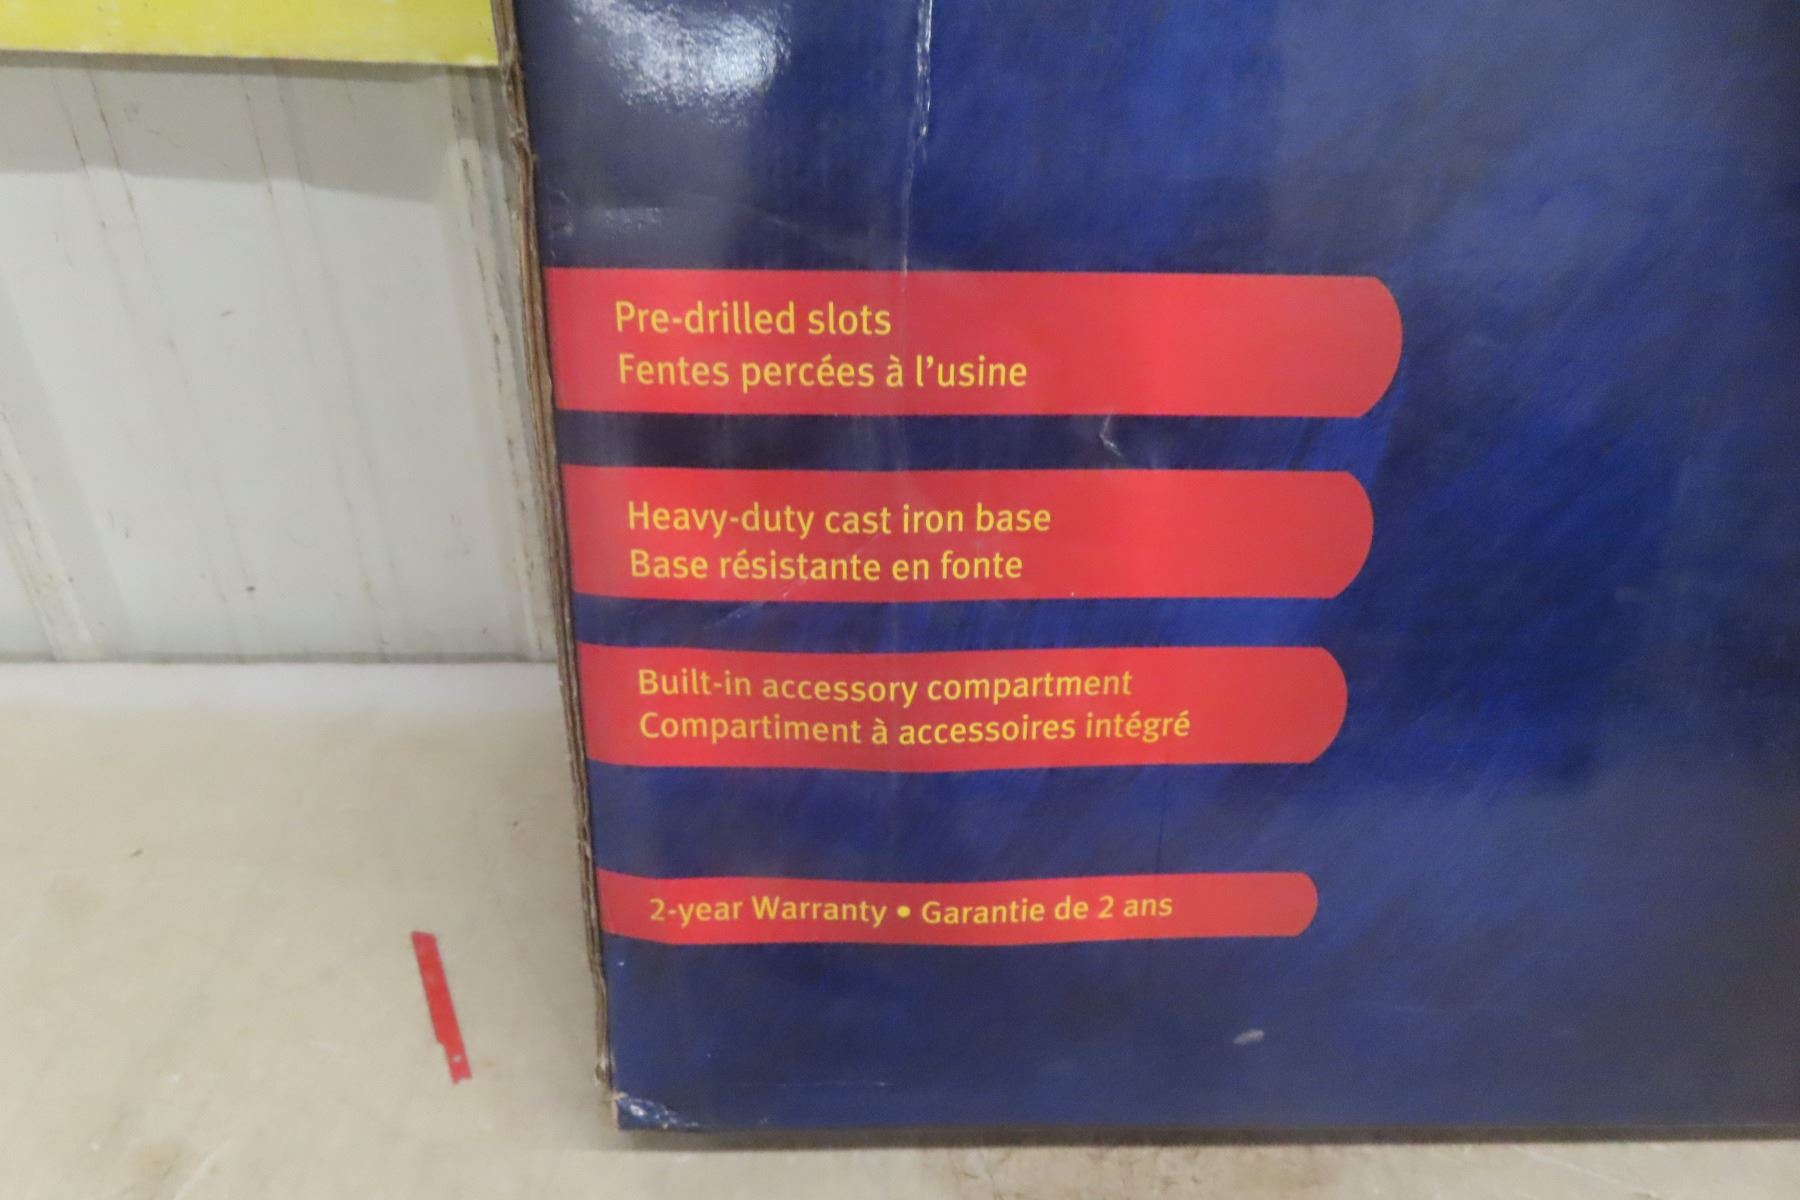 Pre-drilled slots
Fentes percées à l'usine
Heavy-duty cast iron base
Base résistante en fonte
Built-in accessory compartment
Compartiment à accessoires intégré
2-year Warranty • Garantie de 2 ans